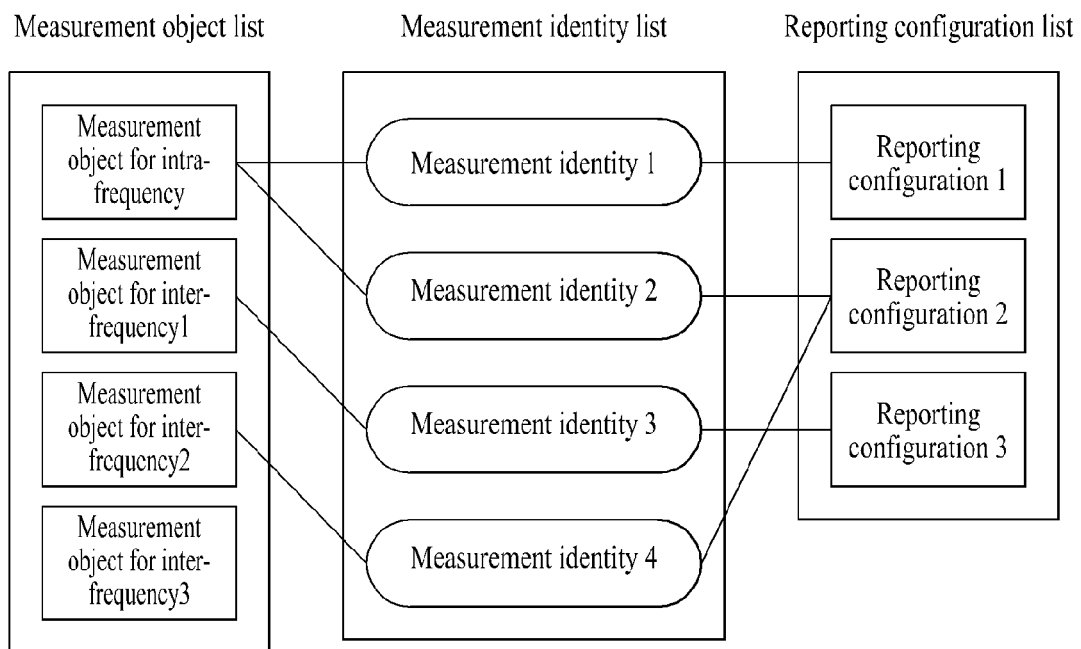 Measurement object list
Measurement identity list
Reporting configuration list
Measurement
object for intra-
frequency
Measurement
object for inter-
frequency1
Measurement
object for inter-
frequency2
Measurement
object for inter-
frequency3
Measurement identity 1
Measurement identity 2
Measurement identity 3
Measurement identity 4
Reporting
configuration 1
Reporting
configuration 2
Reporting
configuration 3